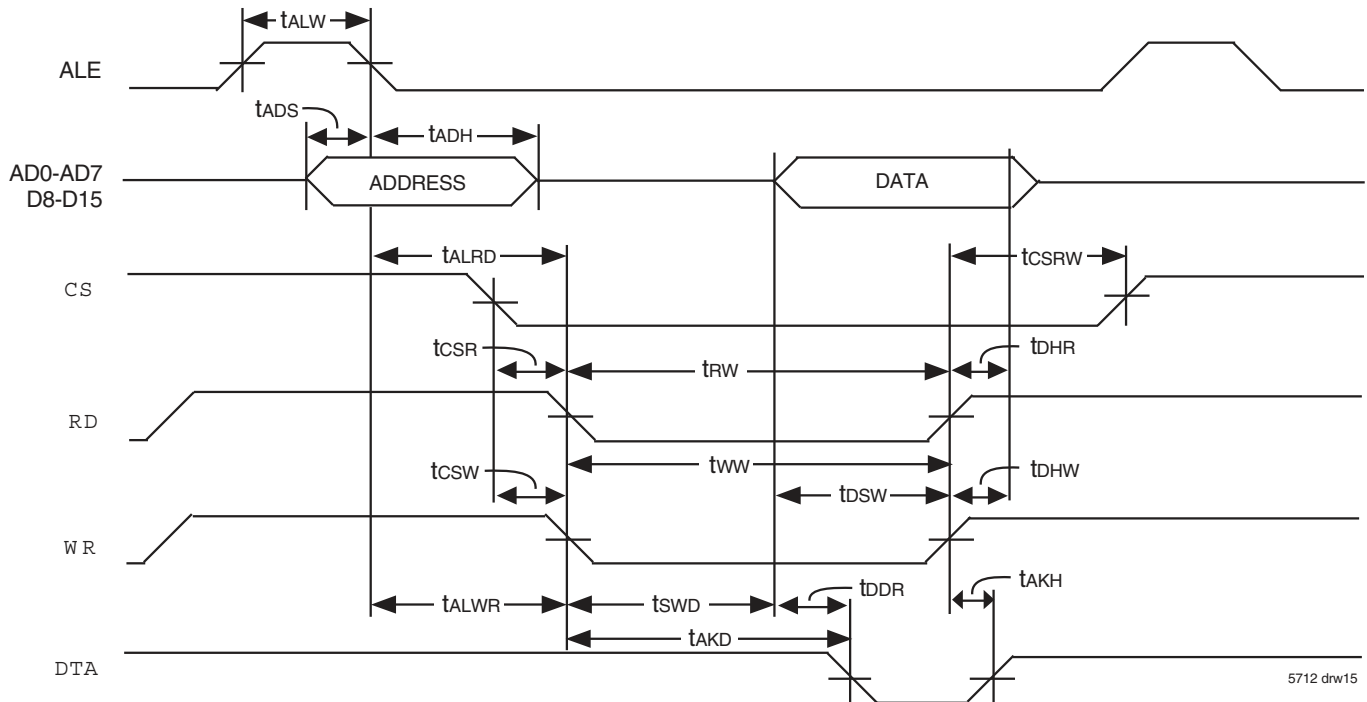 tALW
ALE
tADS
tADH
AD0-AD7
D8-D15
ADDRESS
DATA
tALRD
tCSRW
CS
tCSR
tRW
tDHR
RD
tCSW
tWW
tDHW
tDSW
WR
tALWR
tSWD
tDDR
tAKH
tAKD
DTA
5712 drw15